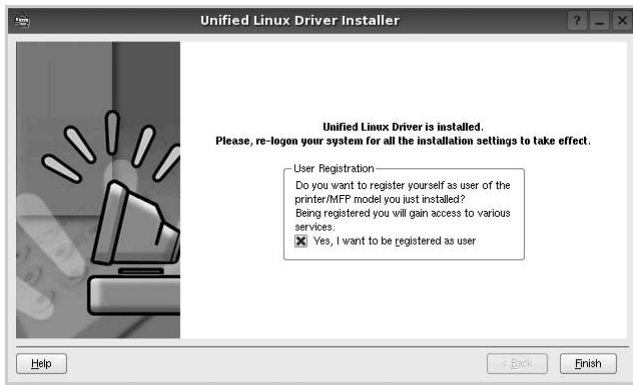 Unified Linux Driver Installer
Unified Linux Driver is installed.
Please, re-logon your system for all the installation settings to take effect.
User Registration
Do you want to register yourself as user of the
printer/MFP model you just installed?
Being registered you will gain access to various
services.
Yes, I want to be registered as user
Help
< Back
Finish